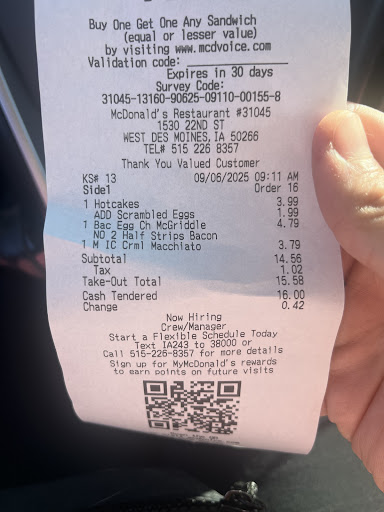 Buy One Get One Any Sandwich
(equal or lesser value)
by visiting www.mcdvoice.com
Validation code: ____________
Expires in 30 days
Survey Code:
31045-13160-90625-09110-00155-8
McDonald's Restaurant #31045
1530 22ND ST
WEST DES MOINES, IA 50266
TEL# 515 226 8357
Thank You Valued Customer
KS# 13 09/06/2025 09:11 AM
Side1 Order 16
1 Hotcakes 3.99
ADD Scrambled Eggs 1.99
1 Bac Egg Ch McGriddle 4.79
NO 2 Half Strips Bacon
1 M IC Crml Macchiato 3.79
Subtotal 14.56
Tax 1.02
Take-Out Total 15.58
Cash Tendered 16.00
Change 0.42
Now Hiring
Crew/Manager
Start a Flexible Schedule Today
Text IA243 to 38000 or
Call 515-226-8357 for more details
Sign up for MyMcDonald's rewards
to earn points on future visits